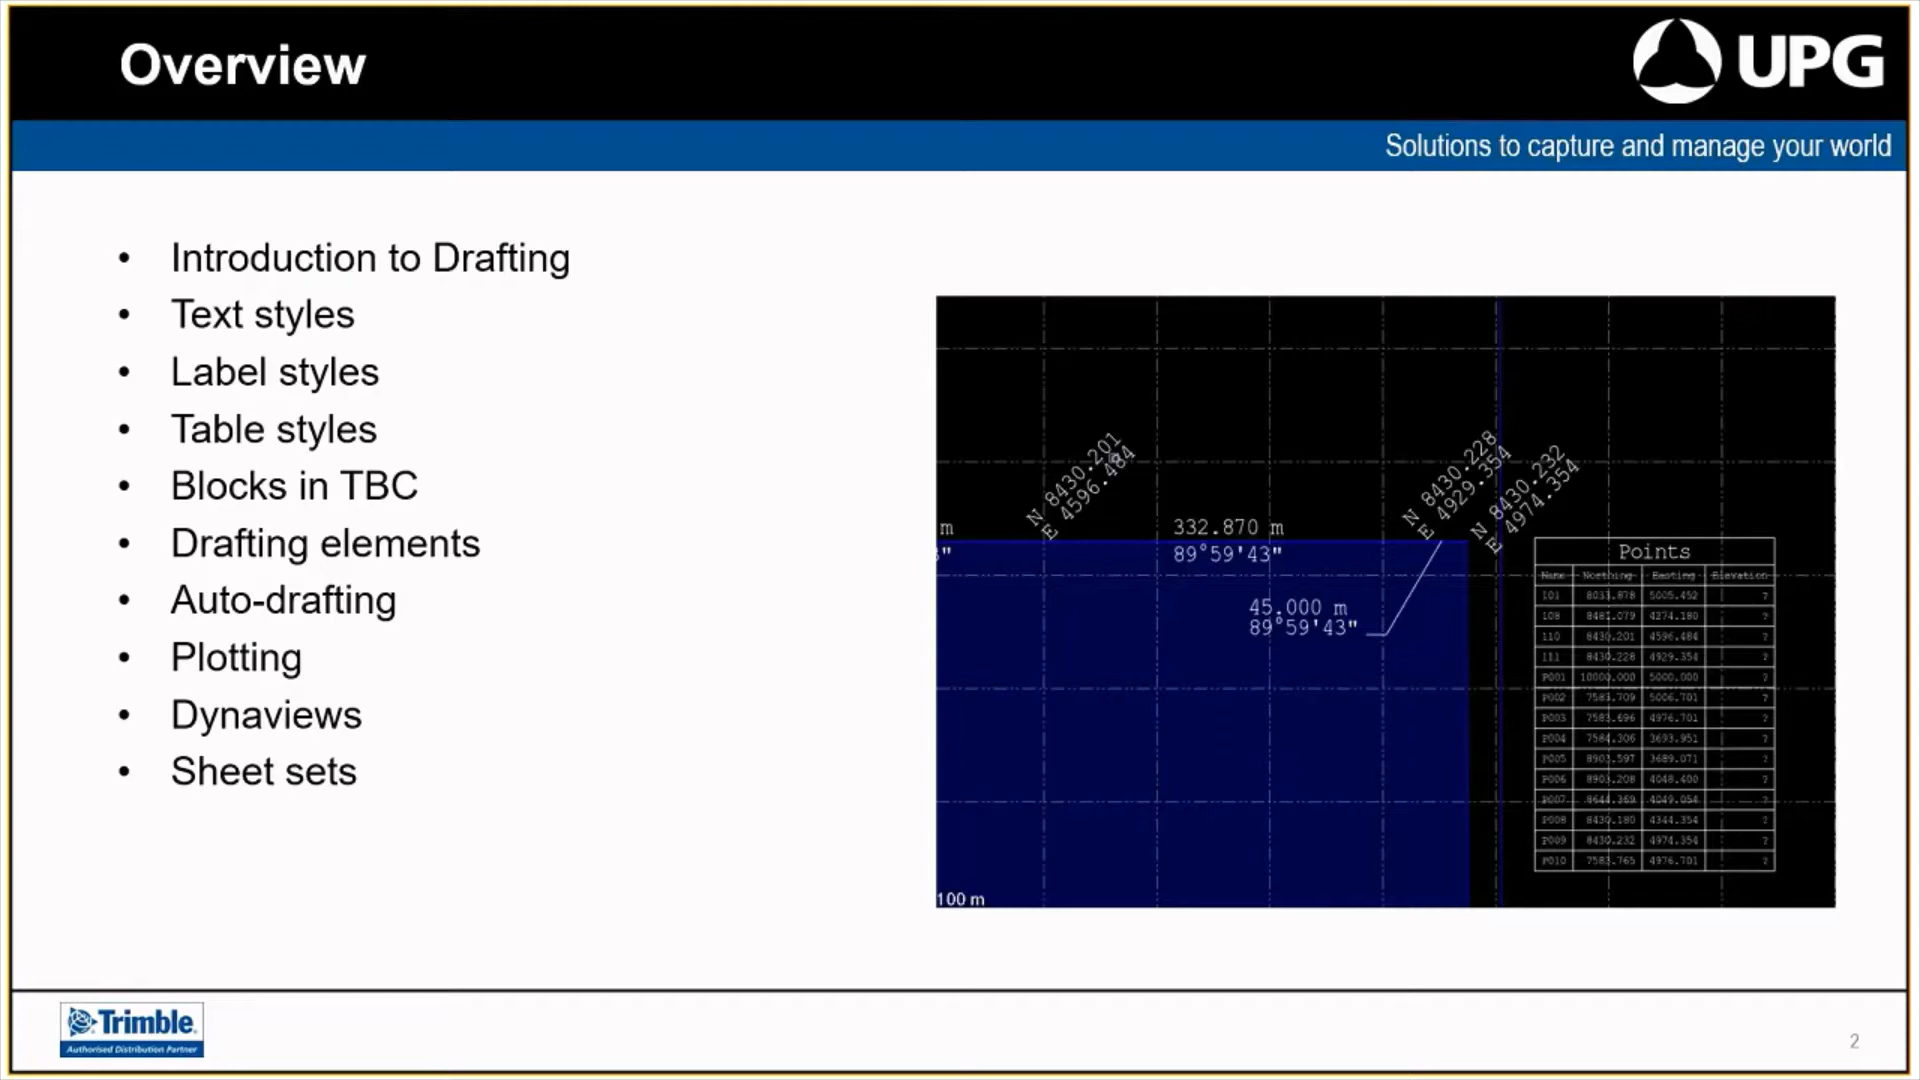 Overview
UPG
Solutions to capture and manage your world
• Introduction to Drafting
• Text styles
• Label styles
• Table styles
• Blocks in TBC
• Drafting elements
• Auto-drafting
• Plotting
• Dynaviews
• Sheet sets
N 8430.201
E 4596.484
N 8430.228
E 4929.354
N 8430.232
E 4974.354
m
332.870 m
89°59'43"
45.000 m
89°59'43"
100 m
Points
Name Northing Easting Elevation
101 8033.878 5005.452 ?
108 8481.079 4274.180 ?
110 8430.201 4596.484 ?
111 8430.228 4929.354 ?
P001 10000.000 5000.000 ?
P002 7583.709 5006.701 ?
P003 7583.696 4976.701 ?
P004 7584.306 3693.951 ?
P005 8903.597 3689.071 ?
P006 8903.208 4048.400 ?
P007 8644.369 4049.054 ?
P008 8430.180 4344.354 ?
P009 8430.232 4974.354 ?
P010 7583.765 4976.701 ?
Trimble
Authorised Distribution Partner
2